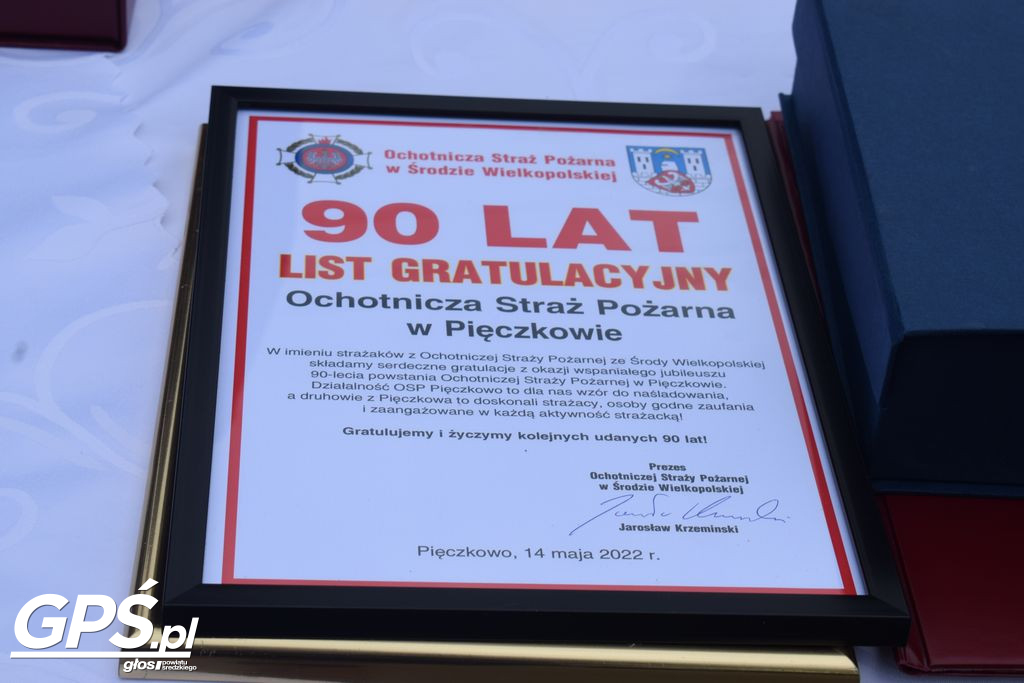 Ochotnicza Straż Pożarna
w Środzie Wielkopolskiej
90 LAT
LIST GRATULACYJNY
Ochotnicza Straż Pożarna
w Pięczkowie
W imieniu strażaków z Ochotniczej Straży Pożarnej ze Środy Wielkopolskiej
składamy serdeczne gratulacje z okazji wspaniałego jubileuszu
90-lecia powstania Ochotniczej Straży Pożarnej w Pięczkowie.
Działalność OSP Pięczkowo to dla nas wzór do naśladowania,
a druhowie z Pięczkowa to doskonali strażacy, osoby godne zaufania
i zaangażowane w każdą aktywność strażacką!
Gratulujemy i życzymy kolejnych udanych 90 lat!
Prezes
Ochotniczej Straży Pożarnej
w Środzie Wielkopolskiej
Jarosław Krzeminski
Pięczkowo, 14 maja 2022 r.
GPŚ.pl
głos powiatu
średzkiego